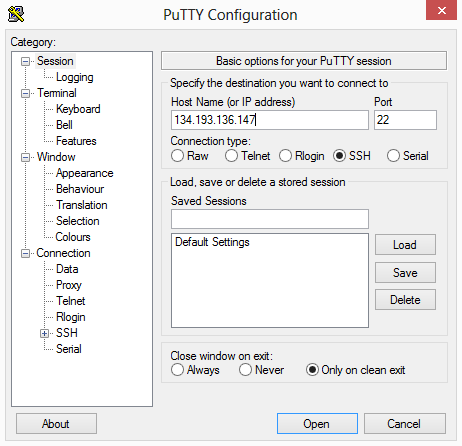 PuTTY Configuration
Category:
Session
Logging
Terminal
Keyboard
Bell
Features
Window
Appearance
Behaviour
Translation
Selection
Colours
Connection
Data
Proxy
Telnet
Rlogin
SSH
Serial
Basic options for your PuTTY session
Specify the destination you want to connect to
Host Name (or IP address) Port
134.193.136.147 22
Connection type:
Raw Telnet Rlogin SSH Serial
Load, save or delete a stored session
Saved Sessions
Default Settings
Load
Save
Delete
Close window on exit:
Always Never Only on clean exit
About Open Cancel